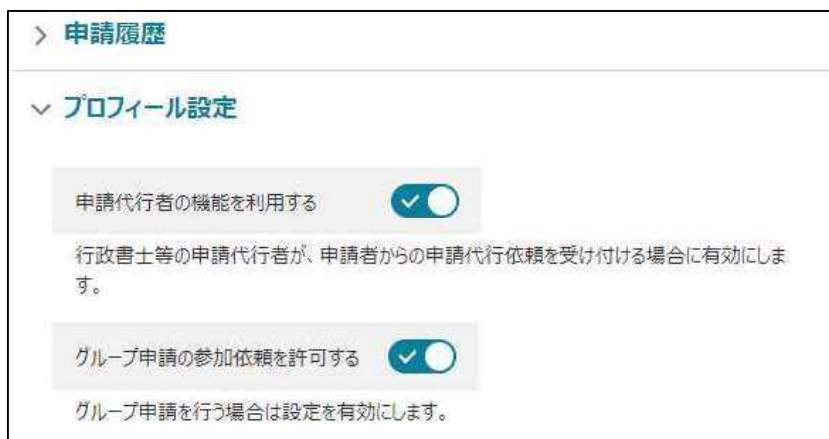 申請履歴
プロフィール設定
申請代行者の機能を利用する
行政書士等の申請代行者が、申請者からの申請代行依頼を受け付ける場合に有効にしま
す。
グループ申請の参加依頼を許可する
グループ申請を行う場合は設定を有効にします。